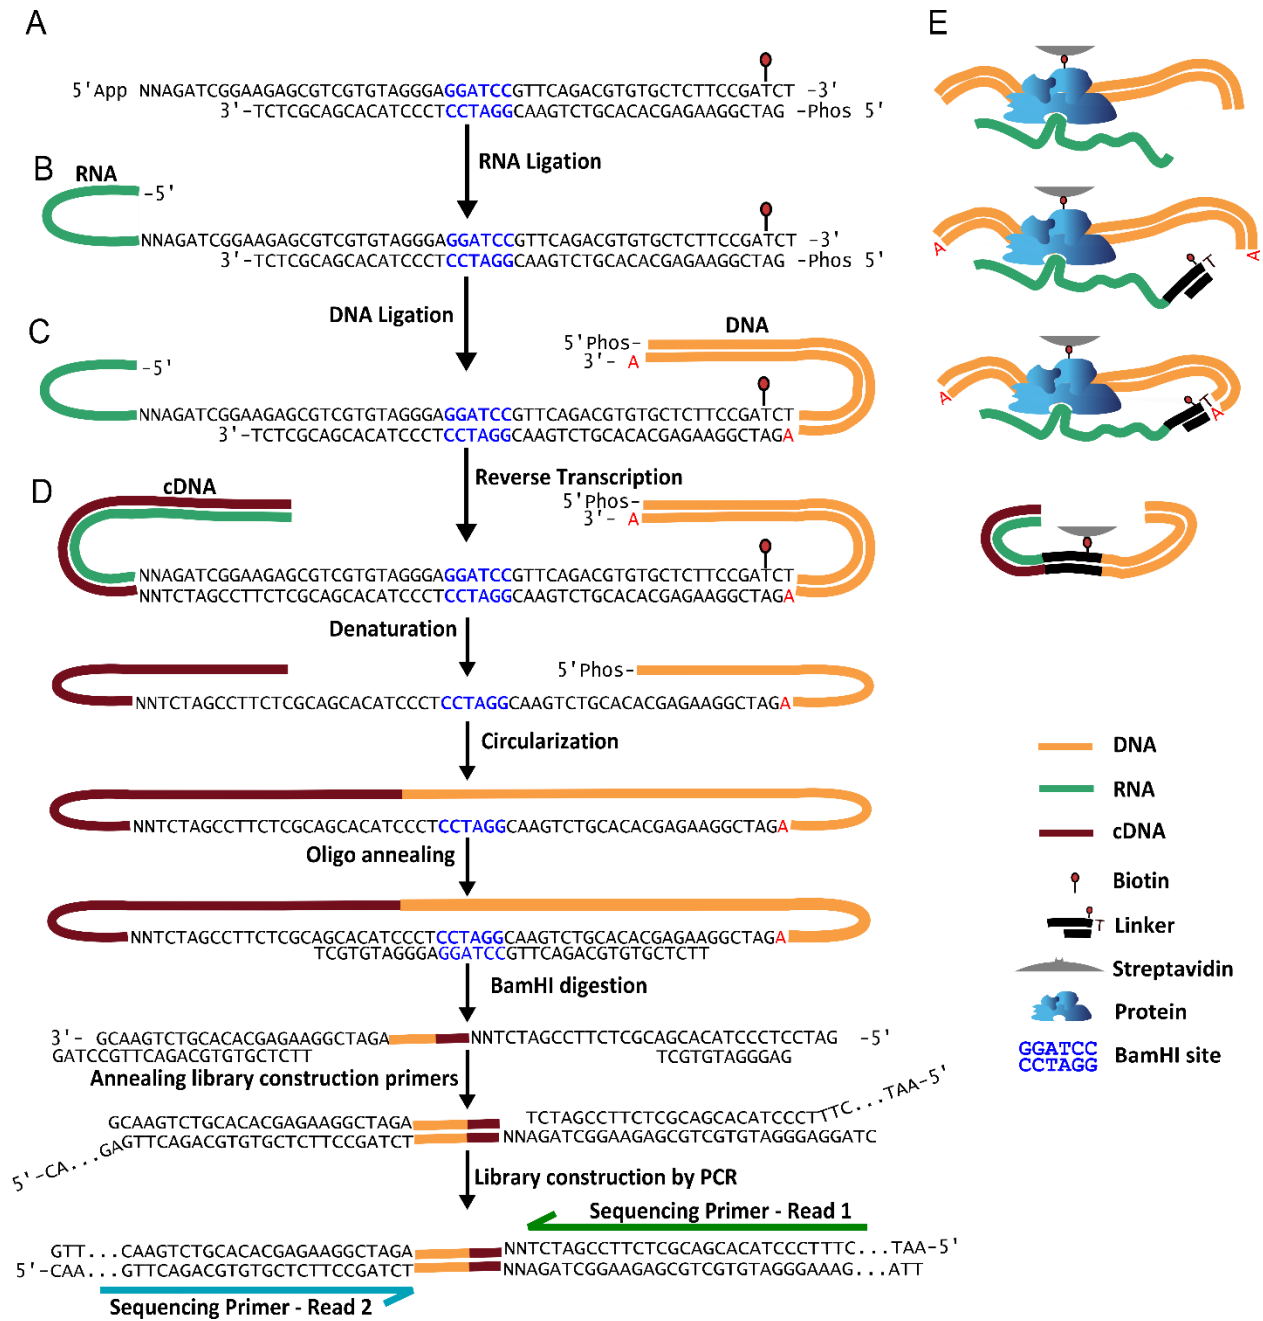 A
5'App NNAGATCGGAAGAGCGTCGTGTAGGGAGGATCCGTTCAGACGTGTGCTCTTCCGATCT -3'
3'-TCTCGCAGCACATCCCTCCTAGGCAAGTCTGCACACGAGAAGGCTAG -Phos 5'
RNA Ligation
B
RNA
-5'
NNAGATCGGAAGAGCGTCGTGTAGGGAGGATCCGTTCAGACGTGTGCTCTTCCGATCT -3'
3'-TCTCGCAGCACATCCCTCCTAGGCAAGTCTGCACACGAGAAGGCTAG -Phos 5'
DNA Ligation
C
DNA
5'Phos-
3'- A
-5'
NNAGATCGGAAGAGCGTCGTGTAGGGAGGATCCGTTCAGACGTGTGCTCTTCCGATCT
3'-TCTCGCAGCACATCCCTCCTAGGCAAGTCTGCACACGAGAAGGCTAGA
Reverse Transcription
D
cDNA
5'Phos-
3'- A
NNAGATCGGAAGAGCGTCGTGTAGGGAGGATCCGTTCAGACGTGTGCTCTTCCGATCT
NNTCTAGCCTTCTCGCAGCACATCCCTCCTAGGCAAGTCTGCACACGAGAAGGCTAGA
Denaturation
5'Phos-
NNTCTAGCCTTCTCGCAGCACATCCCTCCTAGGCAAGTCTGCACACGAGAAGGCTAGA
Circularization
NNTCTAGCCTTCTCGCAGCACATCCCTCCTAGGCAAGTCTGCACACGAGAAGGCTAGA
Oligo annealing
NNTCTAGCCTTCTCGCAGCACATCCCTCCTAGGCAAGTCTGCACACGAGAAGGCTAGA
TCGTGTAGGGAGGATCCGTTCAGACGTGTGCTCTT
BamHI digestion
3'- GCAAGTCTGCACACGAGAAGGCTAGA NNTCTAGCCTTCTCGCAGCACATCCCTCCTAG -5'
GATCCGTTCAGACGTGTGCTCTT TCGTGTAGGGAG
Annealing library construction primers
GCAAGTCTGCACACGAGAAGGCTAGA TCTAGCCTTCTCGCAGCACATCCCTTTC...TAA-5'
5'-CA...GAGTTCAGACGTGTGCTCTTCCGATCT NNAGATCGGAAGAGCGTCGTGTAGGGAGGATC
Library construction by PCR
Sequencing Primer - Read 1
GTT...CAAGTCTGCACACGAGAAGGCTAGA NNTCTAGCCTTCTCGCAGCACATCCCTTTC...TAA-5'
5'-CAA...GTTCAGACGTGTGCTCTTCCGATCT NNAGATCGGAAGAGCGTCGTGTAGGGAAAG...ATT
Sequencing Primer - Read 2
E
A
T
A
A
T
A
DNA
RNA
cDNA
Biotin
T
Linker
Streptavidin
Protein
GGATCC
CCTAGG
BamHI site